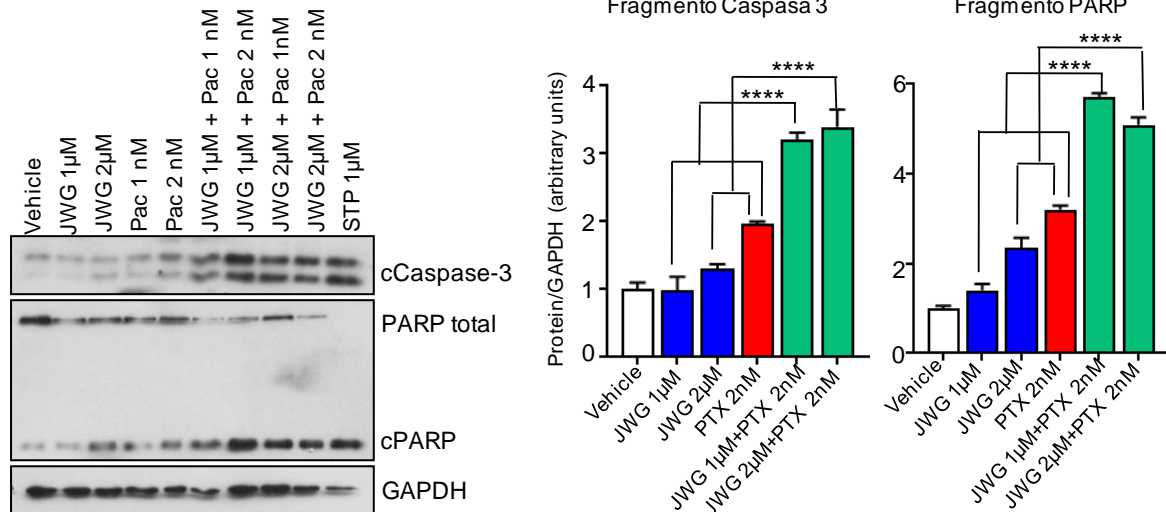 Vehicle
JWG 1µM
JWG 2µM
Pac 1 nM
Pac 2 nM
JWG 1µM + Pac 1 nM
JWG 1µM + Pac 2 nM
JWG 2µM + Pac 1nM
JWG 2µM + Pac 2 nM
STP 1µM
cCaspase-3
PARP total
cPARP
GAPDH
Fragmento Caspasa 3
Protein/GAPDH (arbitrary units)
4
3
2
1
0
****
****
Vehicle
JWG 1µM
JWG 2µM
PTX 2nM
JWG 1µM+PTX 2nM
JWG 2µM+PTX 2nM
Fragmento PARP
6
4
2
0
****
****
Vehicle
JWG 1µM
JWG 2µM
PTX 2nM
JWG 1µM+PTX 2nM
JWG 2µM+PTX 2nM